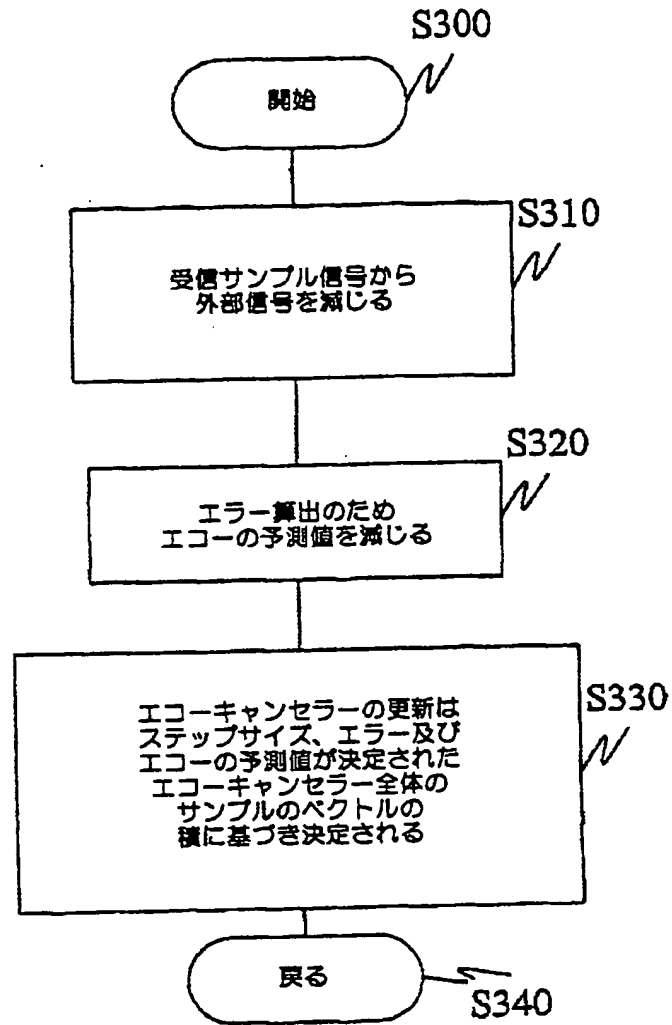 S300
開始
S310
受信サンプル信号から
外部信号を減じる
S320
エラー算出のため
エコーの予測値を減じる
S330
エコーキャンセラーの更新は
ステップサイズ、エラー及び
エコーの予測値が決定された
エコーキャンセラー全体の
サンプルのベクトルの
積に基づき決定される
戻る
S340